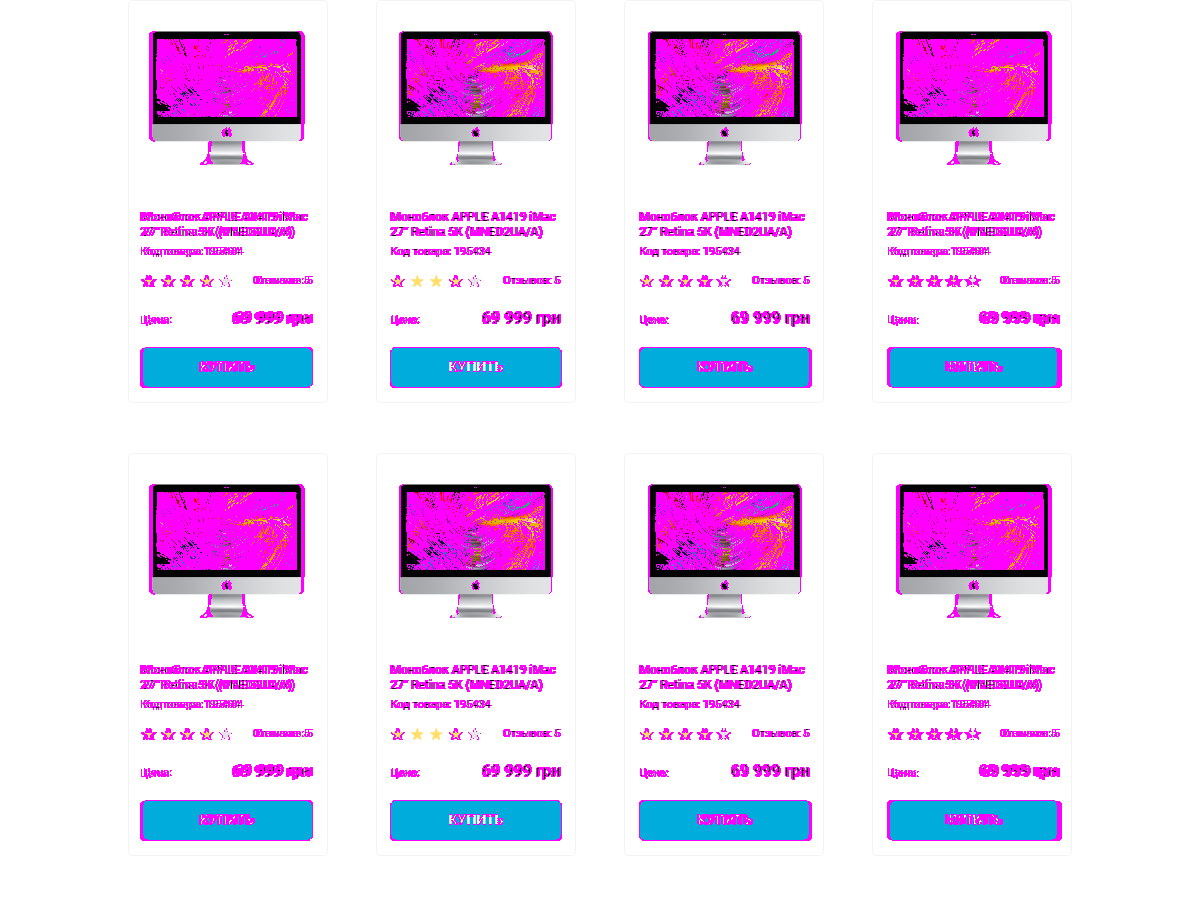 Моноблок APPLE A1419 iMac
27" Retina 5K (MNED2UA/A)
Код товара: 195434
Отзывов: 5
Цена:
69 999 грн
КУПИТЬ
Моноблок APPLE A1419 iMac
27" Retina 5K (MNED2UA/A)
Код товара: 195434
Отзывов: 5
Цена:
69 999 грн
КУПИТЬ
Моноблок APPLE A1419 iMac
27" Retina 5K (MNED2UA/A)
Код товара: 195434
Отзывов: 5
Цена:
69 999 грн
КУПИТЬ
Моноблок APPLE A1419 iMac
27" Retina 5K (MNED2UA/A)
Код товара: 195434
Отзывов: 5
Цена:
69 999 грн
КУПИТЬ
Моноблок APPLE A1419 iMac
27" Retina 5K (MNED2UA/A)
Код товара: 195434
Отзывов: 5
Цена:
69 999 грн
КУПИТЬ
Моноблок APPLE A1419 iMac
27" Retina 5K (MNED2UA/A)
Код товара: 195434
Отзывов: 5
Цена:
69 999 грн
КУПИТЬ
Моноблок APPLE A1419 iMac
27" Retina 5K (MNED2UA/A)
Код товара: 195434
Отзывов: 5
Цена:
69 999 грн
КУПИТЬ
Моноблок APPLE A1419 iMac
27" Retina 5K (MNED2UA/A)
Код товара: 195434
Отзывов: 5
Цена:
69 999 грн
КУПИТЬ